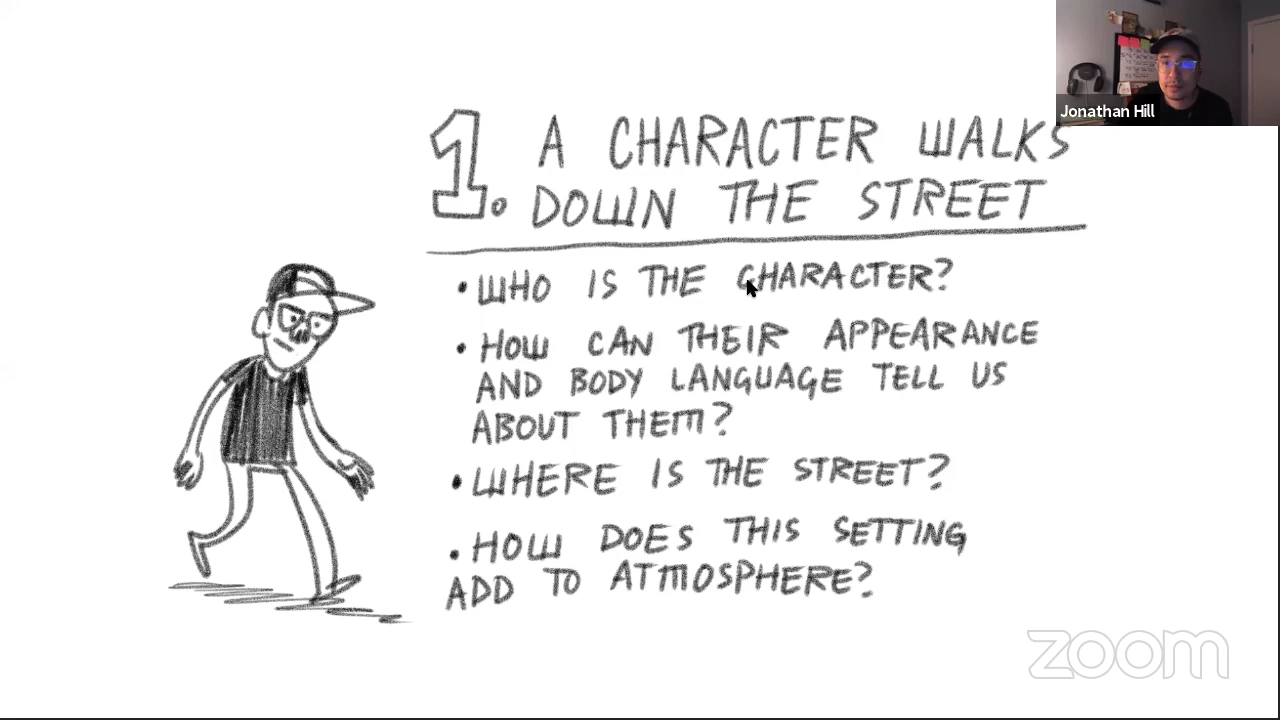 Jonathan Hill
1. A CHARACTER WALKS
DOWN THE STREET
• WHO IS THE CHARACTER?
• HOW CAN THEIR APPEARANCE
AND BODY LANGUAGE TELL US
ABOUT THEM?
• WHERE IS THE STREET?
• HOW DOES THIS SETTING
ADD TO ATMOSPHERE?
zoom